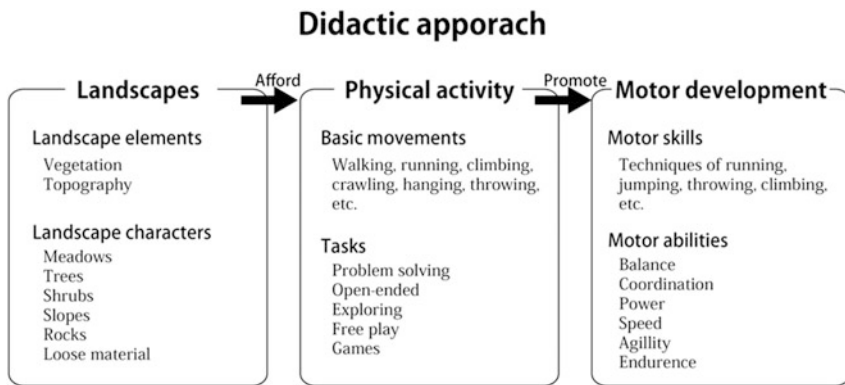 Didactic apporach
Landscapes
Landscape elements
Vegetation
Topography
Landscape characters
Meadows
Trees
Shrubs
Slopes
Rocks
Loose material
Afford
Physical activity
Basic movements
Walking, running, climbing,
crawling, hanging, throwing,
etc.
Tasks
Problem solving
Open-ended
Exploring
Free play
Games
Promote
Motor development
Motor skills
Techniques of running,
jumping, throwing, climbing,
etc.
Motor abilities
Balance
Coordination
Power
Speed
Agillity
Endurence